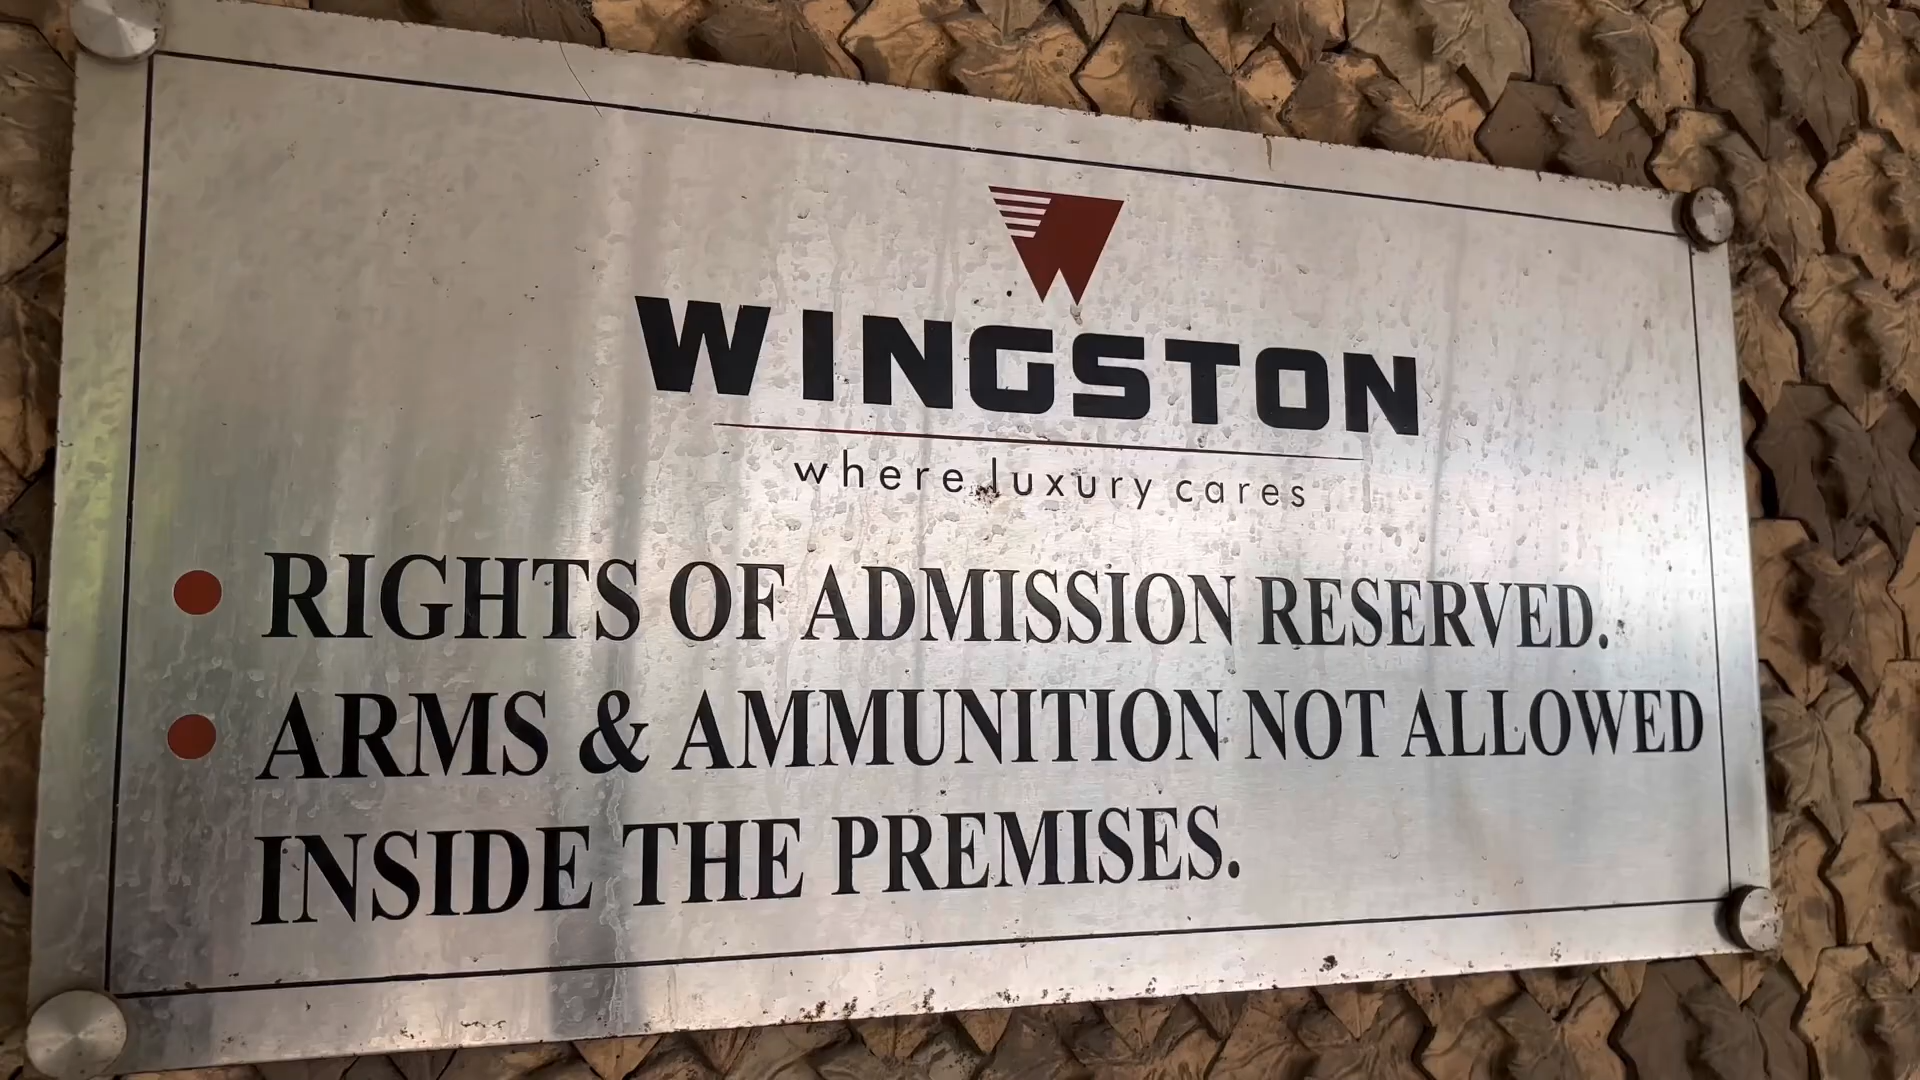 WINGSTON
where luxury cares
• RIGHTS OF ADMISSION RESERVED.
• ARMS & AMMUNITION NOT ALLOWED
INSIDE THE PREMISES.